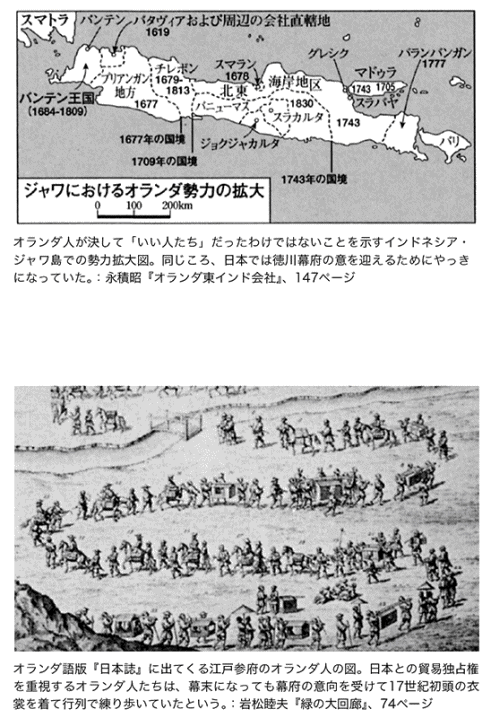 スマトラ
バンテン
バタヴィアおよび周辺の会社直轄地
1619
スマラン
1678
グレシク
バランバンガン
1777
チレボン
1679-
1813
プリアンガン
地方
1677
バンテン王国
(1684-1809)
北東
海岸地区
バニューマス
1830
スラカルタ
ジョクジャカルタ
マドゥラ
1743
1705
スラバヤ
1743
バリ
1677年の国境
1709年の国境
1743年の国境
ジャワにおけるオランダ勢力の拡大
0 100 200km
オランダ人が決して「いい人たち」だったわけではないことを示すインドネシア・
ジャワ島での勢力拡大図。同じころ、日本では徳川幕府の意を迎えるためにやっき
になっていた。：永積昭『オランダ東インド会社』、147ページ
オランダ語版『日本誌』に出てくる江戸参府のオランダ人の図。日本との貿易独占権
を重視するオランダ人たちは、幕末になっても幕府の意向を受けて17世紀初頭の衣
裳を着て行列で練り歩いていたという。：岩松睦夫『緑の大回廊』、74ページ